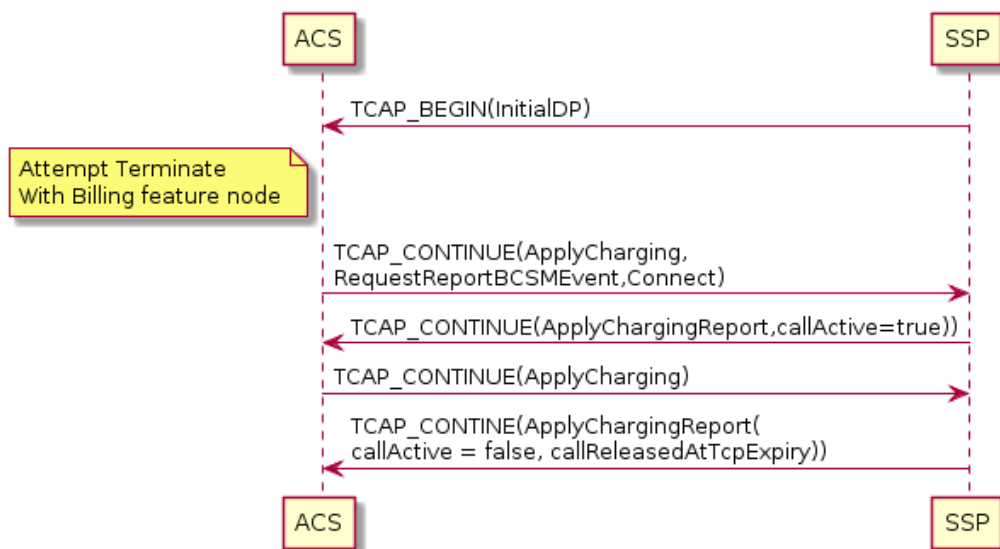 ACS
SSP
TCAP_BEGIN(InitialDP)
Attempt Terminate
With Billing feature node
TCAP_CONTINUE(ApplyCharging,
RequestReportBCSMEvent,Connect)
TCAP_CONTINUE(ApplyChargingReport,callActive=true))
TCAP_CONTINUE(ApplyCharging)
TCAP_CONTINE(ApplyChargingReport(
callActive = false, callReleasedAtTcpExpiry))
ACS
SSP